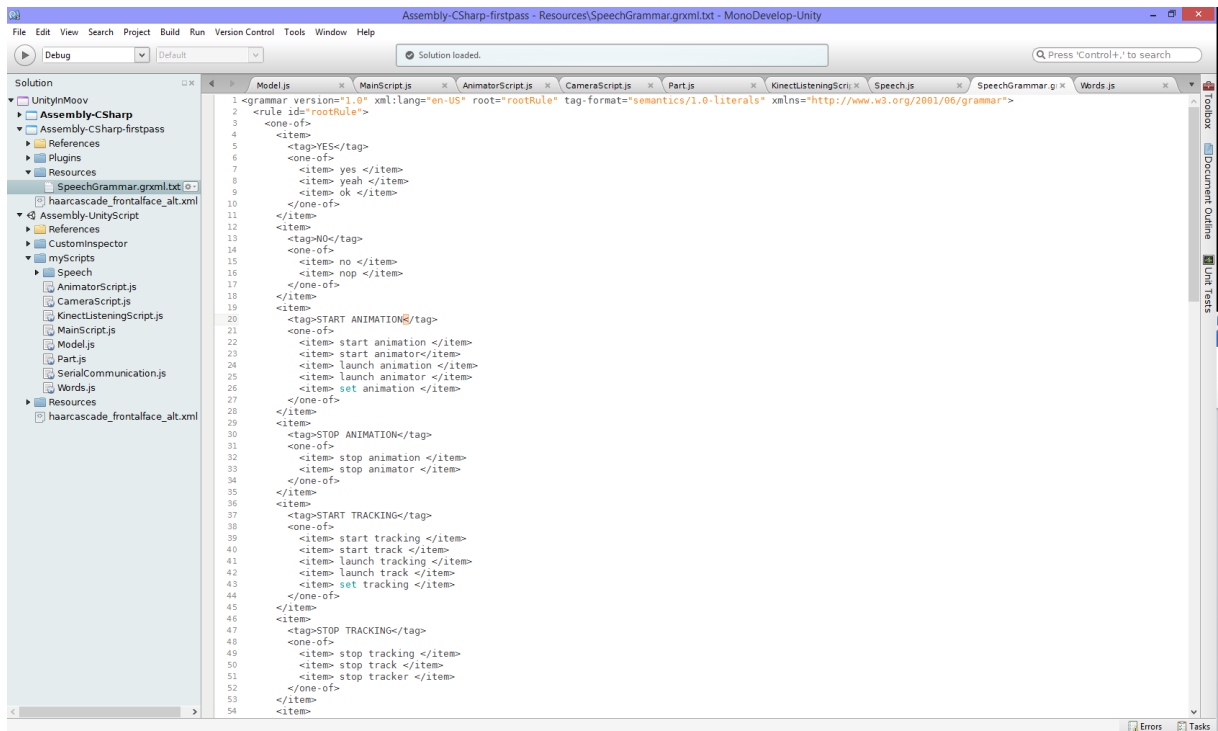 Assembly-CSharp-firstpass - Resources\SpeechGrammar.grxml.txt - MonoDevelop-Unity
File Edit View Search Project Build Run Version Control Tools Window Help
Debug Default Solution loaded. Press 'Control+,' to search
Solution
Model.js MainScript.js AnimatorScript.js CameraScript.js Part.js KinectListeningScrip Speech.js SpeechGrammar.gr Words.js
UnityInMoov
Assembly-CSharp
Assembly-CSharp-firstpass
References
Plugins
Resources
SpeechGrammar.grxml.txt
haarcascade_frontalface_alt.xml
Assembly-UnityScript
References
CustomInspector
myScripts
Speech
AnimatorScript.js
CameraScript.js
KinectListeningScript.js
MainScript.js
Model.js
Part.js
SerialCommunication.js
Words.js
Resources
haarcascade_frontalface_alt.xml
1 <grammar version="1.0" xml:lang="en-US" root="rootRule" tag-format="semantics/1.0-literals" xmlns="http://www.w3.org/2001/06/grammar">
2 <rule id="rootRule">
3 <one-of>
4 <item>
5 <tag>YES</tag>
6 <one-of>
7 <item> yes </item>
8 <item> yeah </item>
9 <item> ok </item>
10 </one-of>
11 </item>
12 <item>
13 <tag>NO</tag>
14 <one-of>
15 <item> no </item>
16 <item> nop </item>
17 </one-of>
18 </item>
19 <item>
20 <tag>START ANIMATION</tag>
21 <one-of>
22 <item> start animation </item>
23 <item> start animator</item>
24 <item> launch animation </item>
25 <item> launch animator </item>
26 <item> set animation </item>
27 </one-of>
28 </item>
29 <item>
30 <tag>STOP ANIMATION</tag>
31 <one-of>
32 <item> stop animation </item>
33 <item> stop animator </item>
34 </one-of>
35 </item>
36 <item>
37 <tag>START TRACKING</tag>
38 <one-of>
39 <item> start tracking </item>
40 <item> start track </item>
41 <item> launch tracking </item>
42 <item> launch track </item>
43 <item> set tracking </item>
44 </one-of>
45 </item>
46 <item>
47 <tag>STOP TRACKING</tag>
48 <one-of>
49 <item> stop tracking </item>
50 <item> stop track </item>
51 <item> stop tracker </item>
52 </one-of>
53 </item>
54 <item>
Toolbox
Document Outline
Unit Tests
Errors Tasks